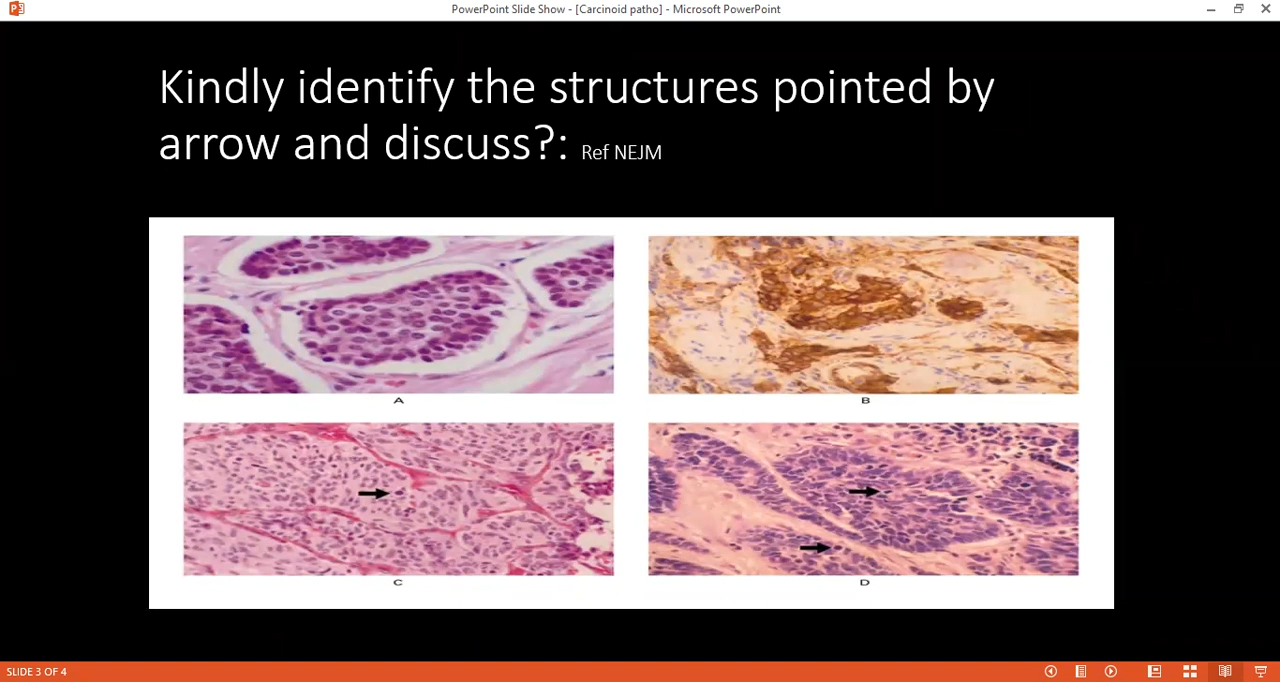 PowerPoint Slide Show - [Carcinoid patho] - Microsoft PowerPoint
Kindly identify the structures pointed by
arrow and discuss?: Ref NEJM
A
B
C
D
SLIDE 3 OF 4